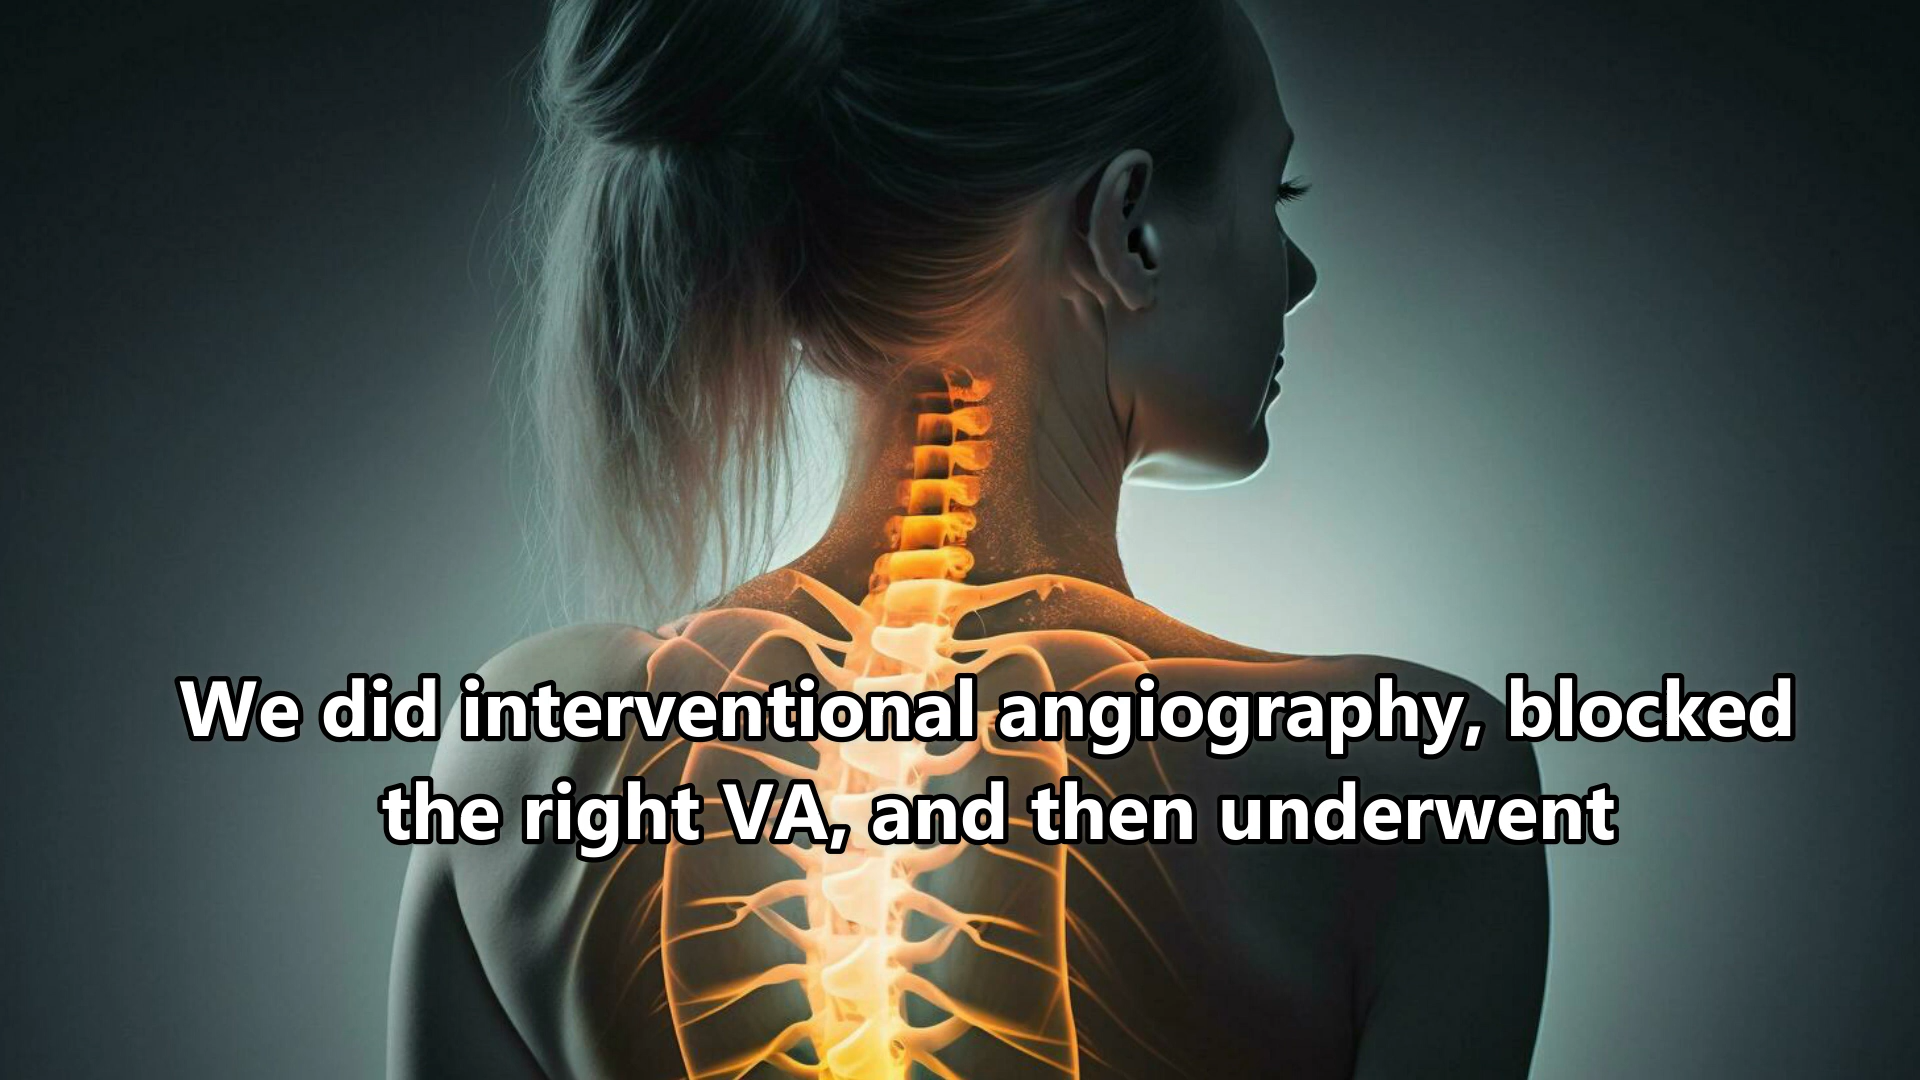 We did interventional angiography, blocked
the right VA, and then underwent